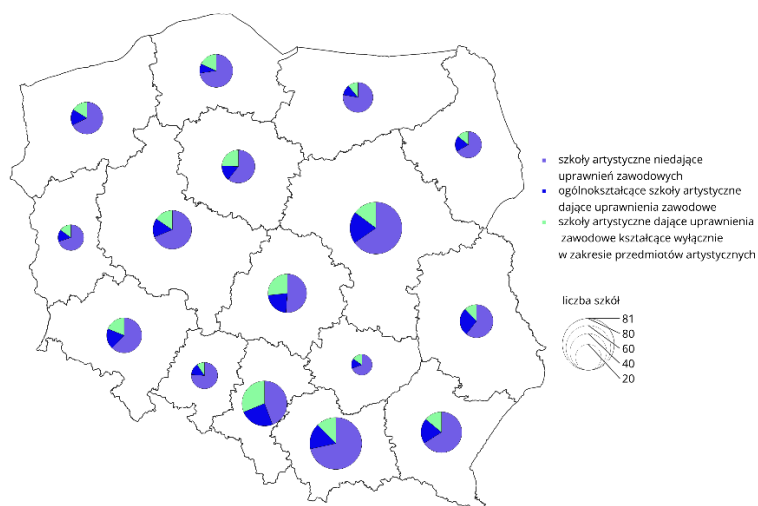 szkoły artystyczne niedające
uprawnień zawodowych
ogólnokształcące szkoły artystyczne
dające uprawnienia zawodowe
szkoły artystyczne dające uprawnienia
zawodowe kształcące wyłącznie
w zakresie przedmiotów artystycznych
liczba szkół
81
80
60
40
20